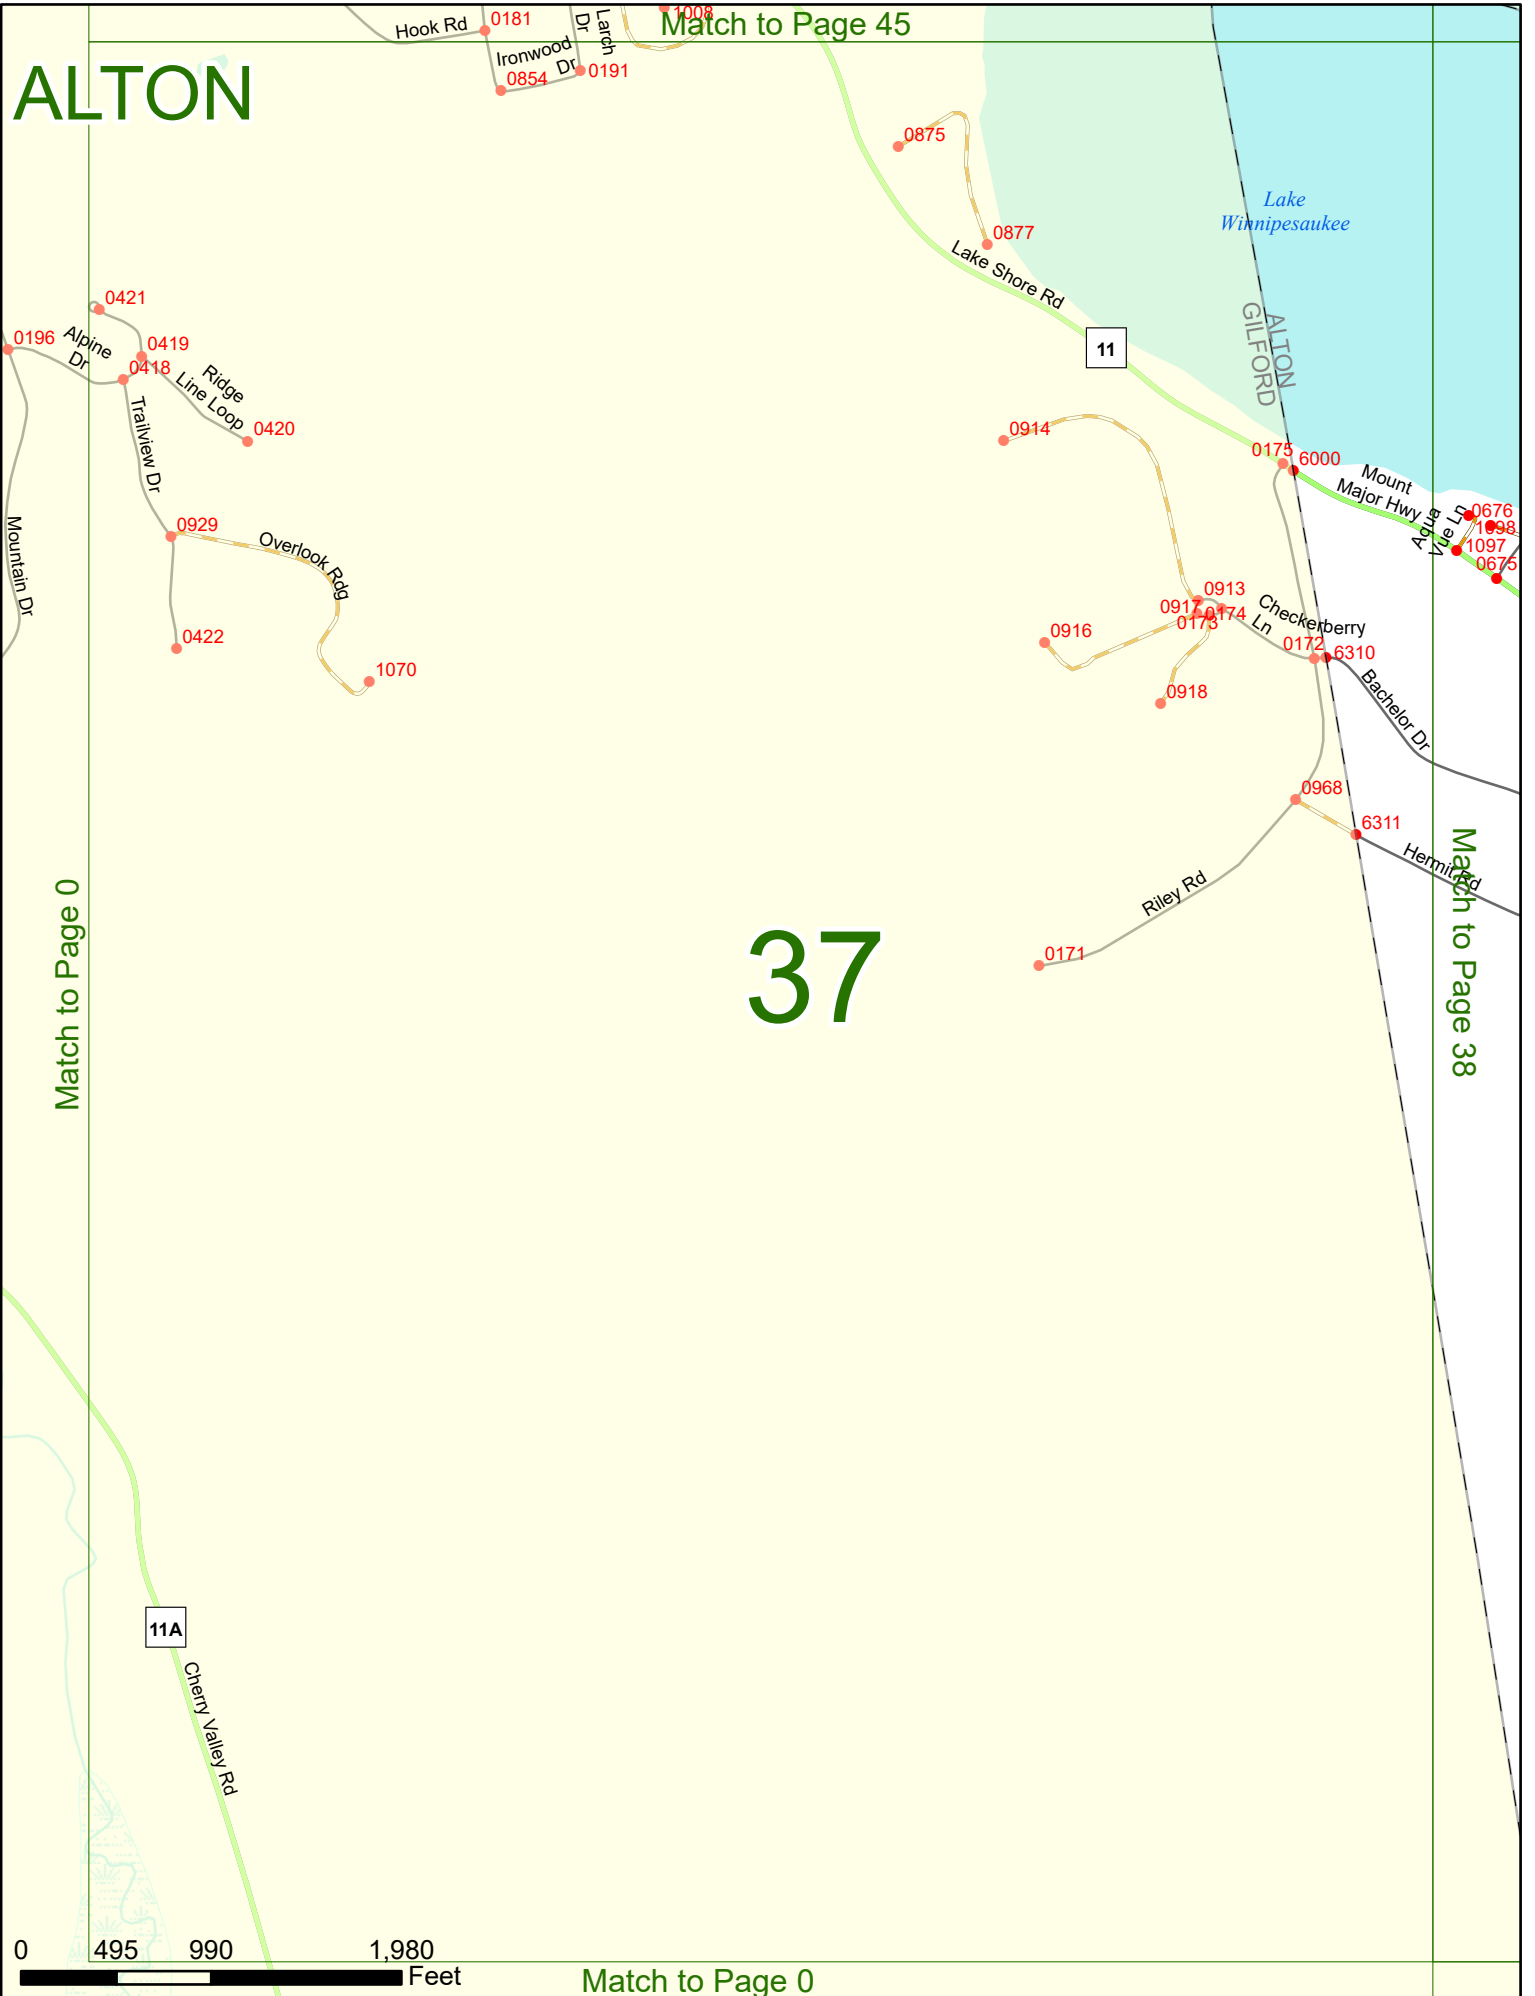 Match to Page 45
ALTON
Hook Rd
0181
Ironwood
Dr
0854
0191
Larch
Dr
1008
0875
0877
Lake Shore Rd
Lake
Winnipesaukee
ALTON
GILFORD
11
0421
0196
Alpine
Dr
0419
0418
Ridge
Line Loop
0420
Trailview Dr
0929
Overlook Rdg
Mountain Dr
0422
1070
0914
0175
6000
Mount
Major Hwy
Aqua
Vue Ln
0676
1098
1097
0675
0913
0917
0174
0173
0916
0918
Checkerberry
Ln
0172
6310
Bachelor Dr
0968
6311
Hermit Rd
Riley Rd
0171
37
Match to Page 0
Match to Page 38
11A
Cherry Valley Rd
0 495 990 1,980
Feet
Match to Page 0